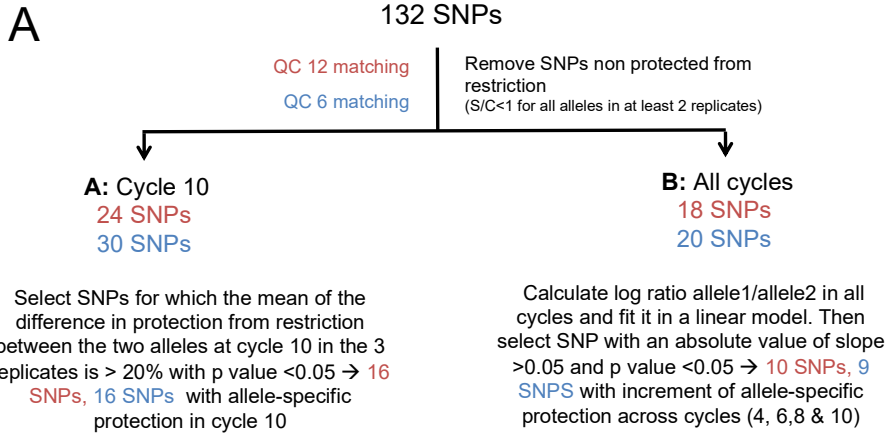 A
132 SNPs
QC 12 matching
QC 6 matching
Remove SNPs non protected from
restriction
(S/C<1 for all alleles in at least 2 replicates)
A: Cycle 10
24 SNPs
30 SNPs
Select SNPs for which the mean of the
difference in protection from restriction
between the two alleles at cycle 10 in the 3
eplicates is > 20% with p value <0.05 → 16
SNPs, 16 SNPs with allele-specific
protection in cycle 10
B: All cycles
18 SNPs
20 SNPs
Calculate log ratio allele1/allele2 in all
cycles and fit it in a linear model. Then
select SNP with an absolute value of slope
>0.05 and p value <0.05 → 10 SNPs, 9
SNPS with increment of allele-specific
protection across cycles (4, 6,8 & 10)